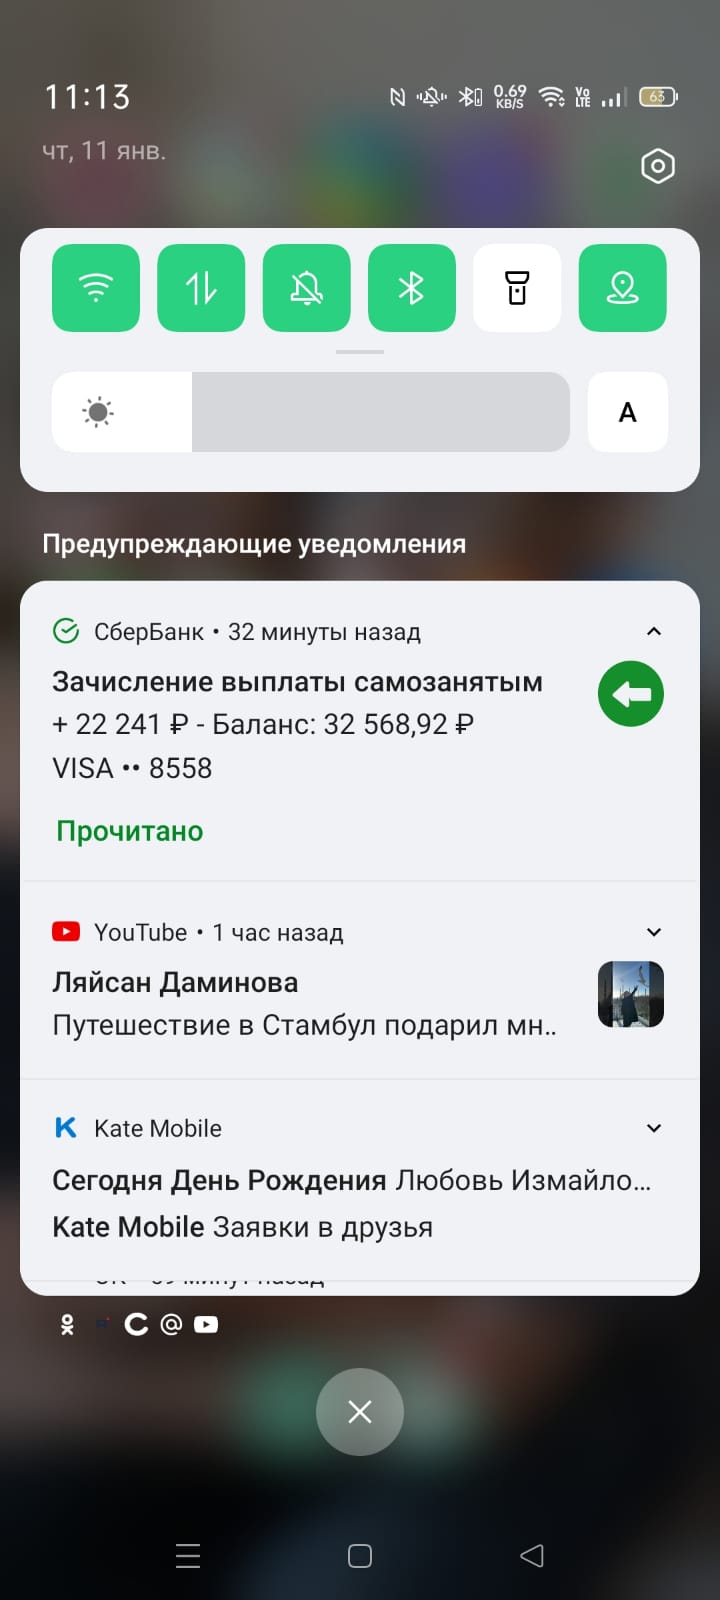 11:13
0.69 KB/S
Vo LTE
63
чт, 11 янв.
A
Предупреждающие уведомления
СберБанк • 32 минуты назад
Зачисление выплаты самозанятым
+ 22 241 ₽ - Баланс: 32 568,92 ₽
VISA •• 8558
Прочитано
YouTube • 1 час назад
Ляйсан Даминова
Путешествие в Стамбул подарил мн..
Kate Mobile
Сегодня День Рождения Любовь Измайло...
Kate Mobile Заявки в друзья